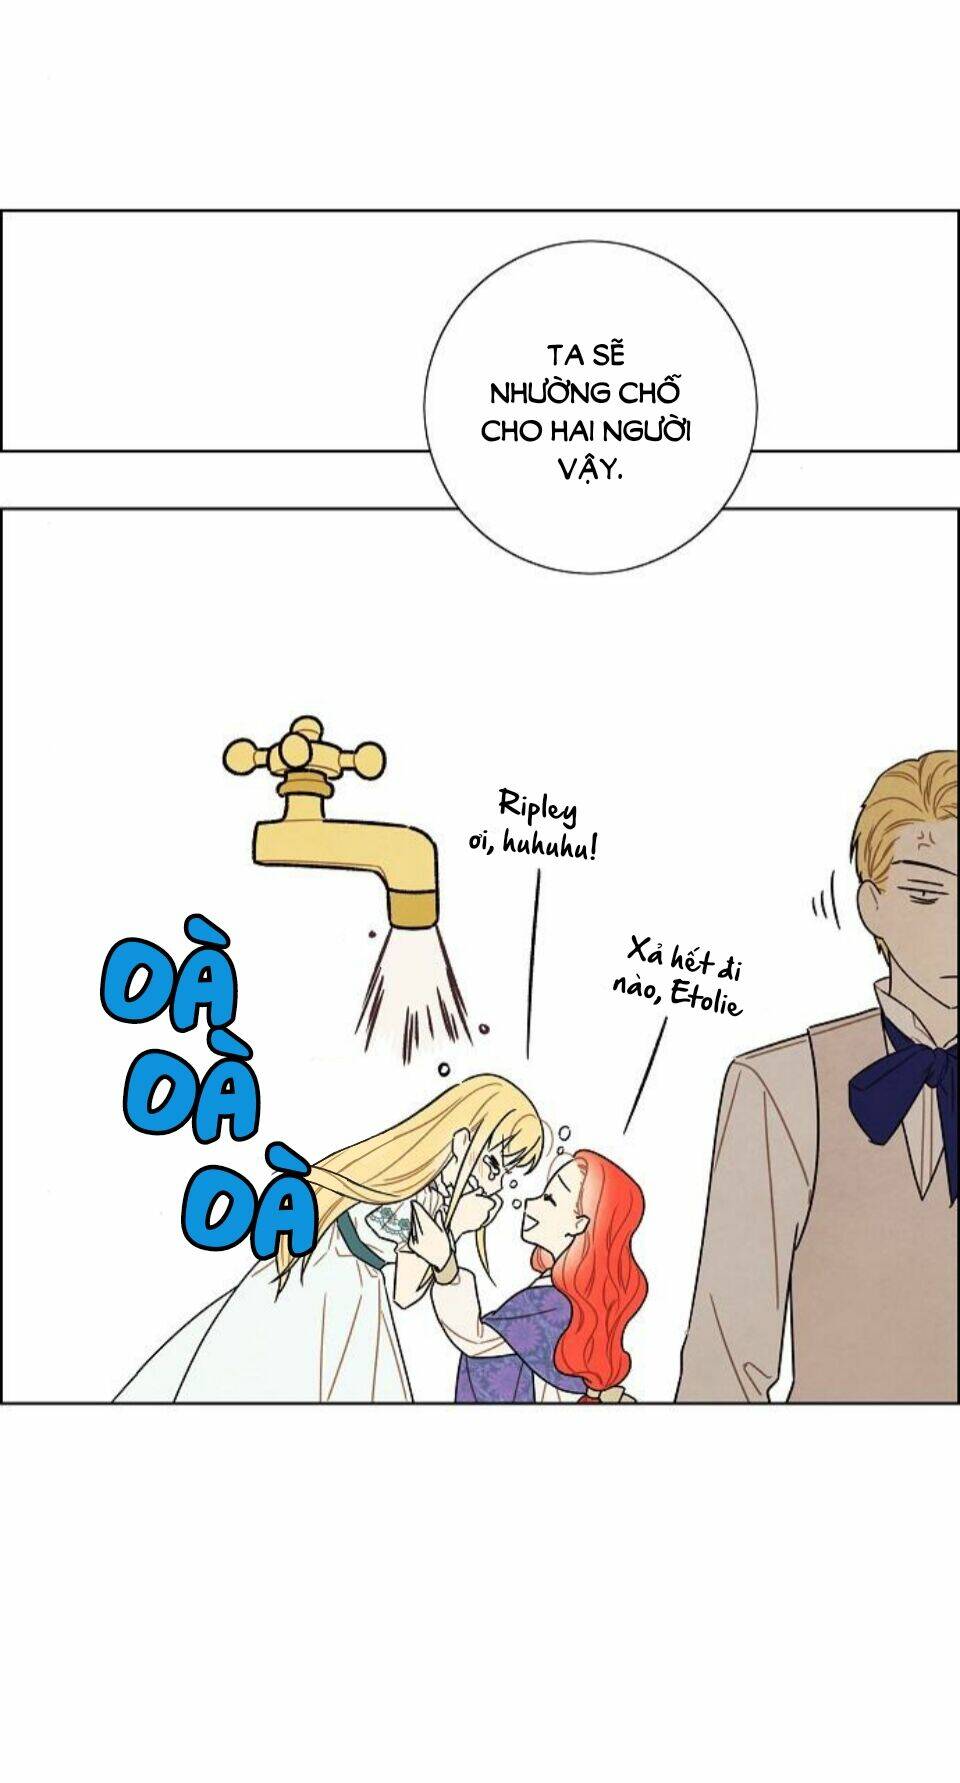 TA SẼ
NHƯỜNG CHỖ
CHO HAI NGƯỜI
VẬY.
Ripley
ơi, huhuhu!
Xả hết đi
nào, Etolie
OÀ
OÀ
OÀ